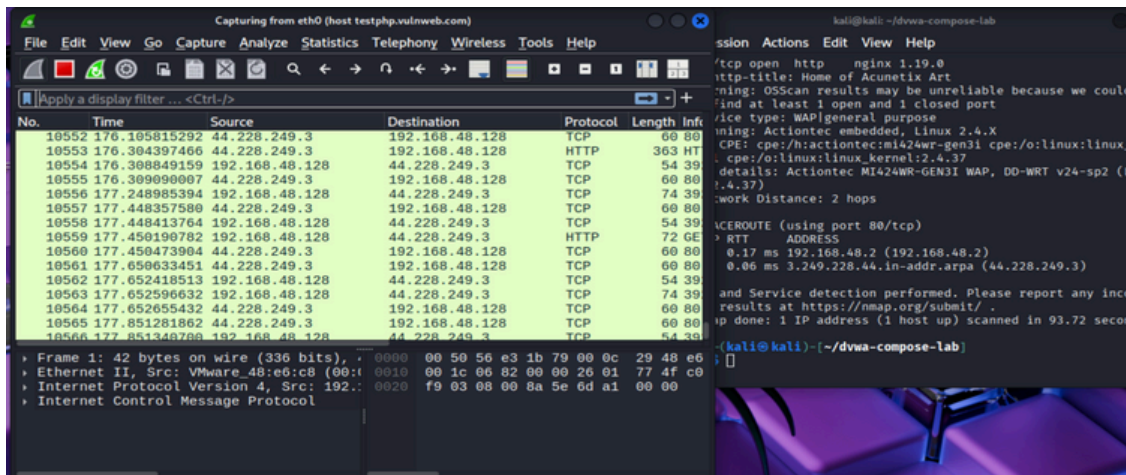 Capturing from eth0 (host testphp.vulnweb.com)
File Edit View Go Capture Analyze Statistics Telephony Wireless Tools Help
Apply a display filter ... <Ctrl-/>
No. Time Source Destination Protocol Length Info
10552 176.105815292 44.228.249.3 192.168.48.128 TCP 60 80
10553 176.304397466 44.228.249.3 192.168.48.128 HTTP 363 HT
10554 176.308849159 192.168.48.128 44.228.249.3 TCP 54 39
10555 176.309090007 44.228.249.3 192.168.48.128 TCP 60 80
10556 177.248985394 192.168.48.128 44.228.249.3 TCP 74 39
10557 177.448357580 44.228.249.3 192.168.48.128 TCP 60 80
10558 177.448413764 192.168.48.128 44.228.249.3 TCP 54 39
10559 177.450190782 192.168.48.128 44.228.249.3 HTTP 72 GE
10560 177.450473904 44.228.249.3 192.168.48.128 TCP 60 80
10561 177.650633451 44.228.249.3 192.168.48.128 TCP 60 80
10562 177.652418513 192.168.48.128 44.228.249.3 TCP 54 39
10563 177.652596632 192.168.48.128 44.228.249.3 TCP 74 39
10564 177.652655432 44.228.249.3 192.168.48.128 TCP 60 80
10565 177.851281862 44.228.249.3 192.168.48.128 TCP 60 80
10566 177.851340700 192.168.48.128 44.228.249.3 TCP 54 39
Frame 1: 42 bytes on wire (336 bits),
Ethernet II, Src: VMware_48:e6:c8 (00:
Internet Protocol Version 4, Src: 192.
Internet Control Message Protocol
0000 00 50 56 e3 1b 79 00 0c 29 48 e6
0010 00 1c 06 82 00 00 26 01 77 4f c0
0020 f9 03 08 00 8a 5e 6d a1 00 00
kali@kali: ~/dvwa-compose-lab
ssion Actions Edit View Help
/tcp open http nginx 1.19.0
http-title: Home of Acunetix Art
rning: OSScan results may be unreliable because we coul
find at least 1 open and 1 closed port
vice type: WAP|general purpose
nning: Actiontec embedded, Linux 2.4.X
CPE: cpe:/h:actiontec:mi424wr-gen3i cpe:/o:linux:linux_
cpe:/o:linux:linux_kernel:2.4.37
details: Actiontec MI424WR-GEN3I WAP, DD-WRT v24-sp2 (
2.4.37)
twork Distance: 2 hops
ACEROUTE (using port 80/tcp)
P RTT ADDRESS
0.17 ms 192.168.48.2 (192.168.48.2)
0.06 ms 3.249.228.44.in-addr.arpa (44.228.249.3)
and Service detection performed. Please report any inc
results at https://nmap.org/submit/ .
ap done: 1 IP address (1 host up) scanned in 93.72 seco
(kali㉿kali)-[~/dvwa-compose-lab]
$